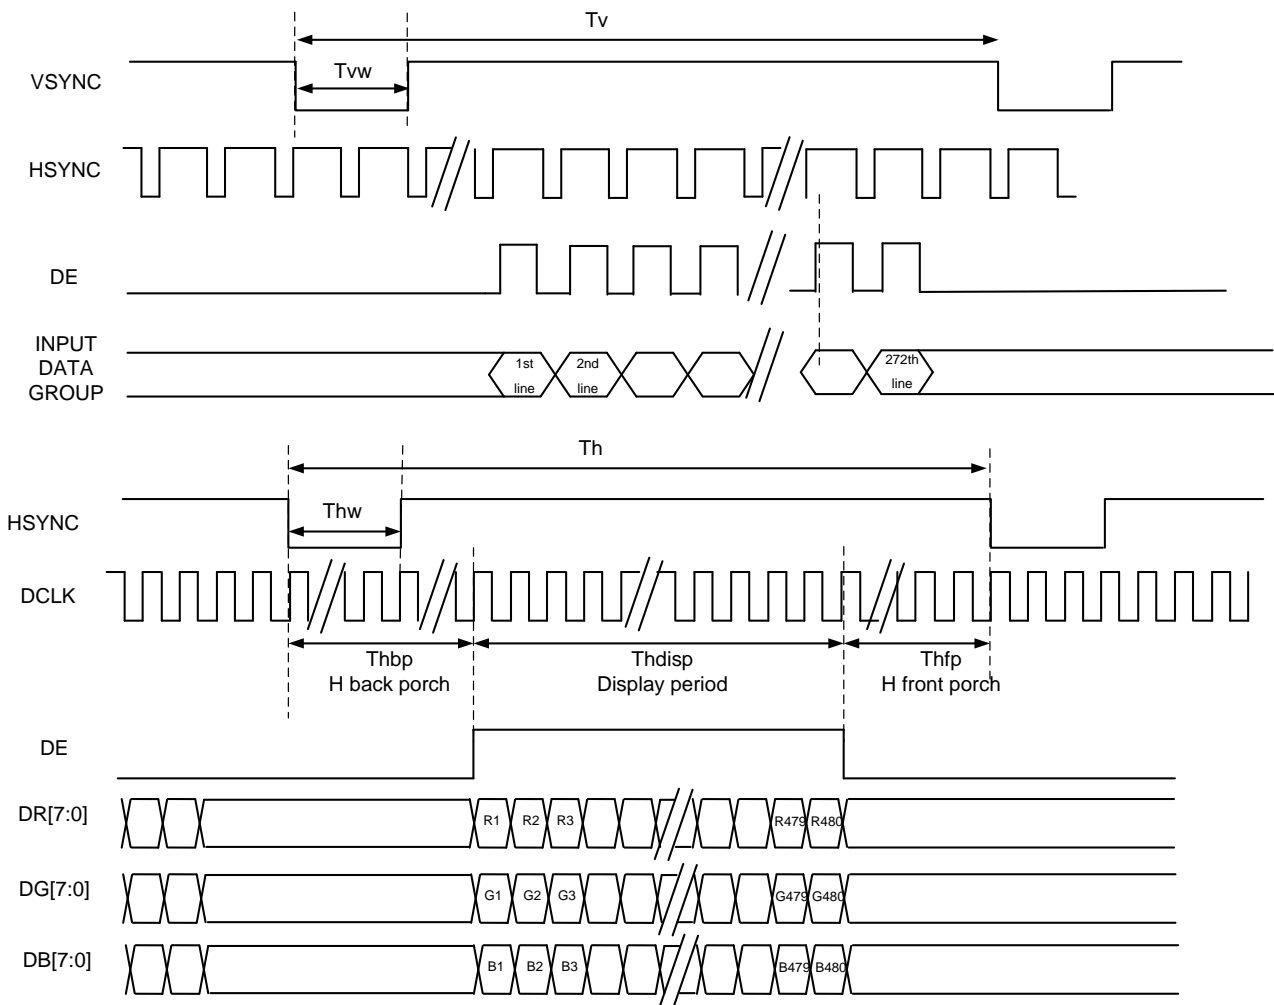 Tv
VSYNC
Tvw
HSYNC
DE
INPUT
DATA
GROUP
1st
line
2nd
line
272th
line
Th
HSYNC
Thw
DCLK
Thbp
H back porch
Thdisp
Display period
Thfp
H front porch
DE
DR[7:0]
R1 R2 R3 R479 R480
DG[7:0]
G1 G2 G3 G479 G480
DB[7:0]
B1 B2 B3 B479 B480